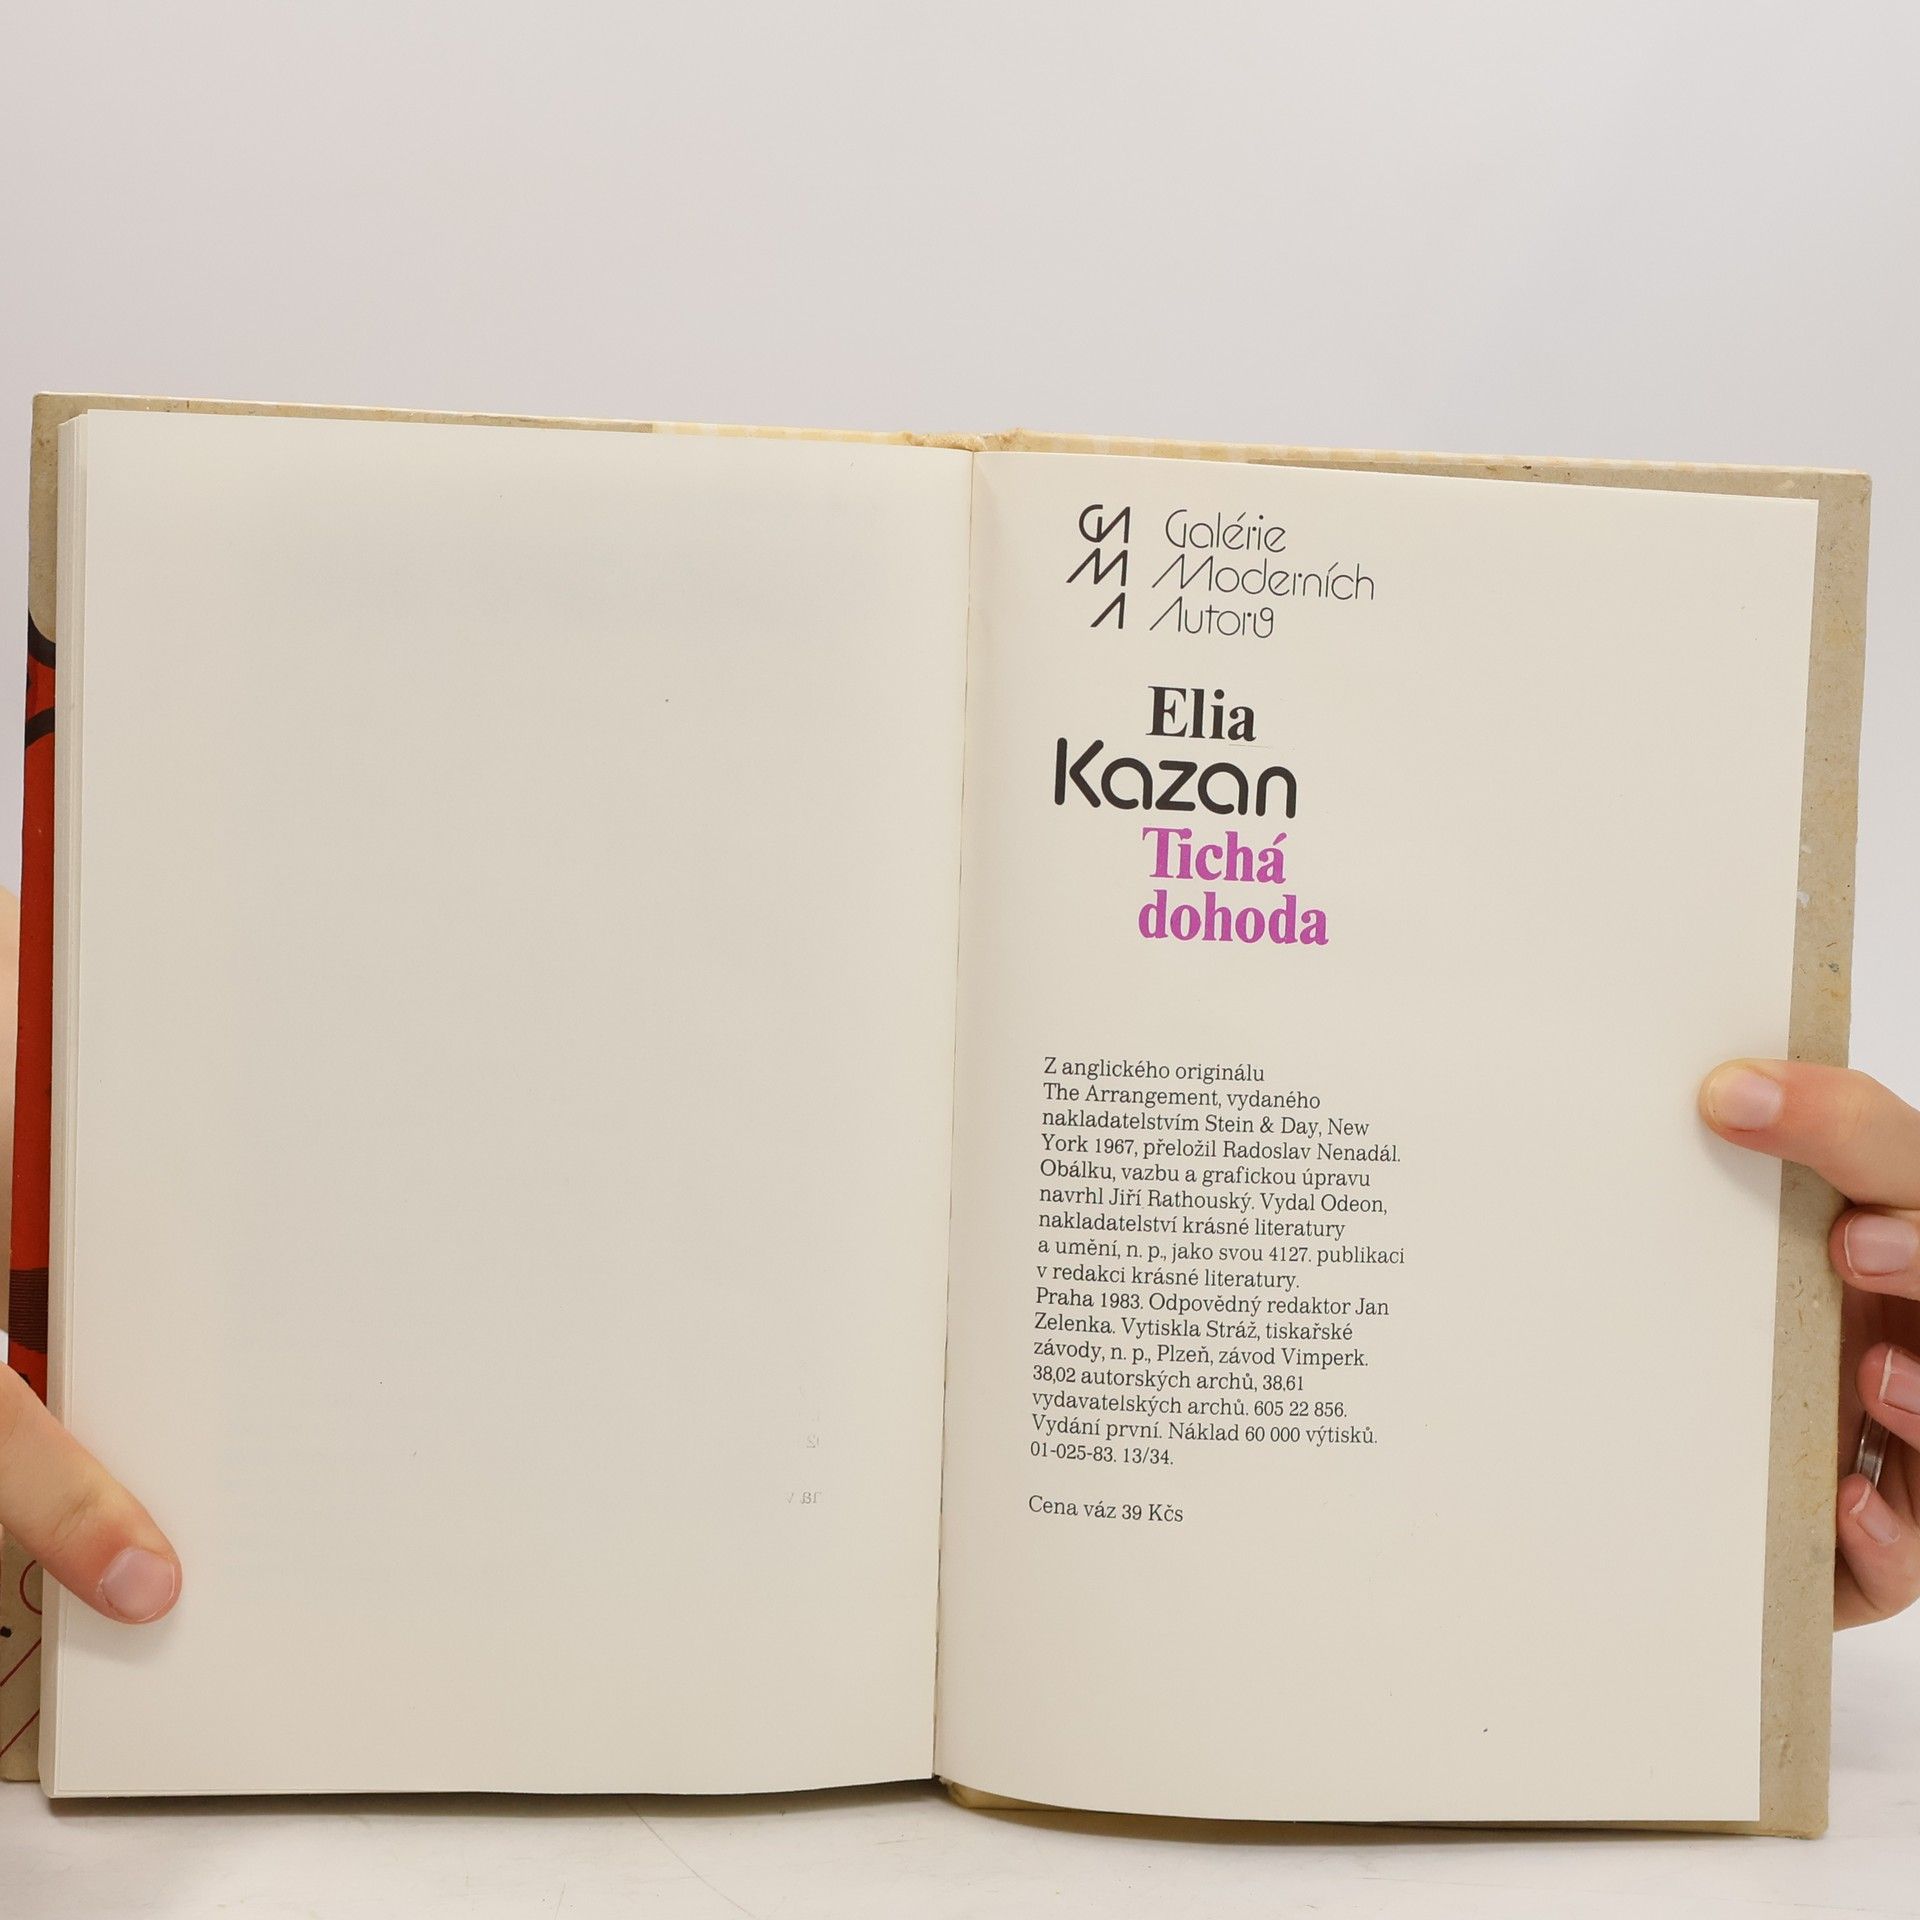 GA Galérie
M Moderních
A Autorů
Elia
Kazan
Tichá
dohoda
Z anglického originálu
The Arrangement, vydaného
nakladatelstvím Stein & Day, New
York 1967, přeložil Radoslav Nenadál.
Obálku, vazbu a grafickou úpravu
navrhl Jiří Rathouský. Vydal Odeon,
nakladatelství krásné literatury
a umění, n. p., jako svou 4127. publikaci
v redakci krásné literatury.
Praha 1983. Odpovědný redaktor Jan
Zelenka. Vytiskla Stráž, tiskařské
závody, n. p., Plzeň, závod Vimperk.
38,02 autorských archů, 38,61
vydavatelských archů. 605 22 856.
Vydání první. Náklad 60 000 výtisků.
01-025-83. 13/34.
Cena váz 39 Kčs